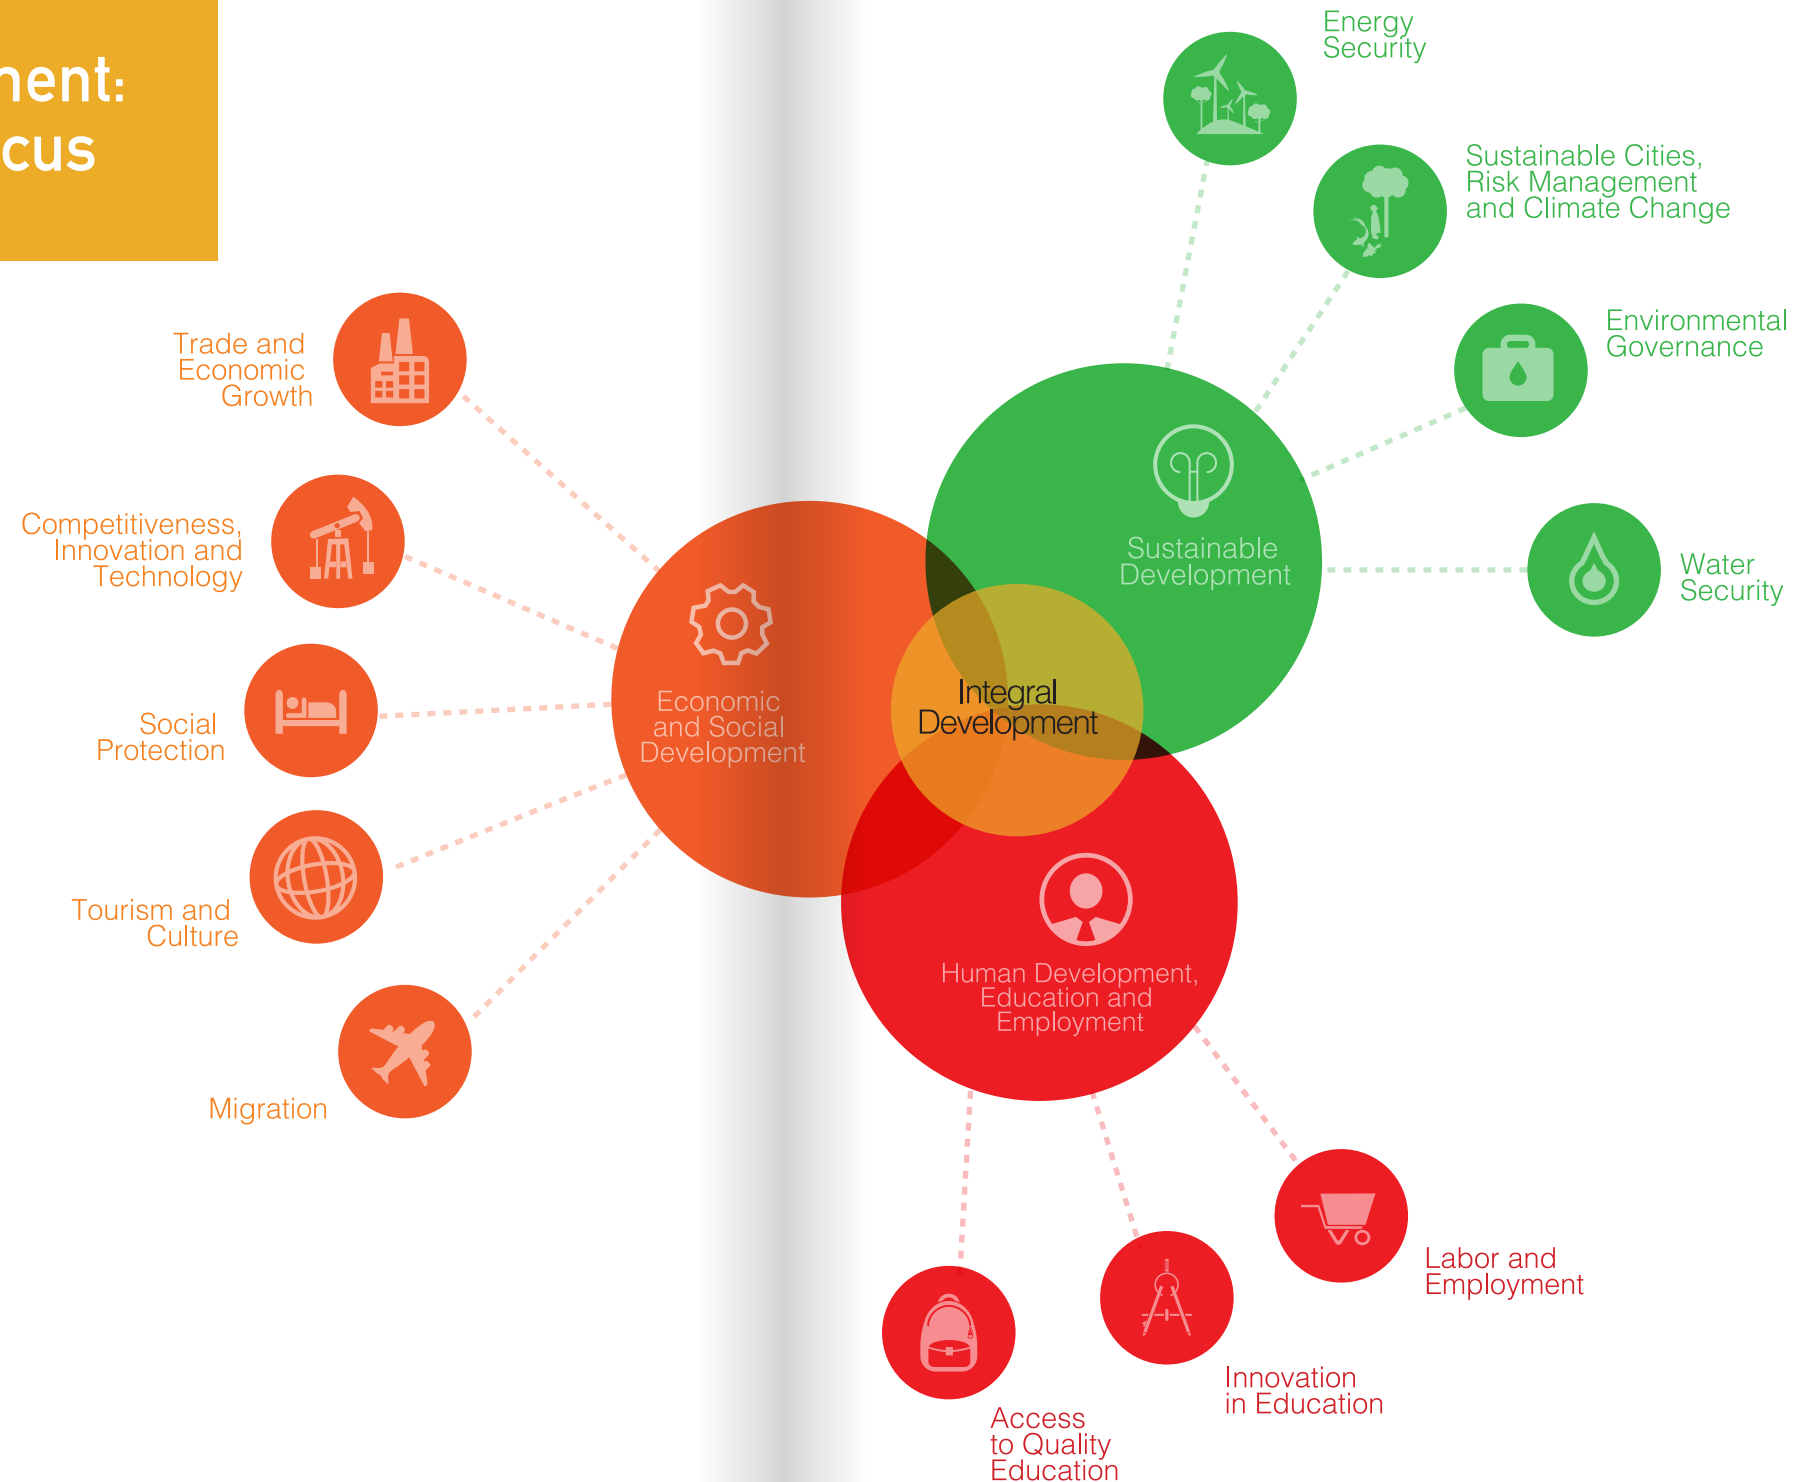 ment:
cus
Trade and
Economic
Growth
Competitiveness,
Innovation and
Technology
Social
Protection
Tourism and
Culture
Migration
Economic
and Social
Development
Integral
Development
Sustainable
Development
Energy
Security
Sustainable Cities,
Risk Management
and Climate Change
Environmental
Governance
Water
Security
Human Development,
Education and
Employment
Labor and
Employment
Innovation
in Education
Access
to Quality
Education